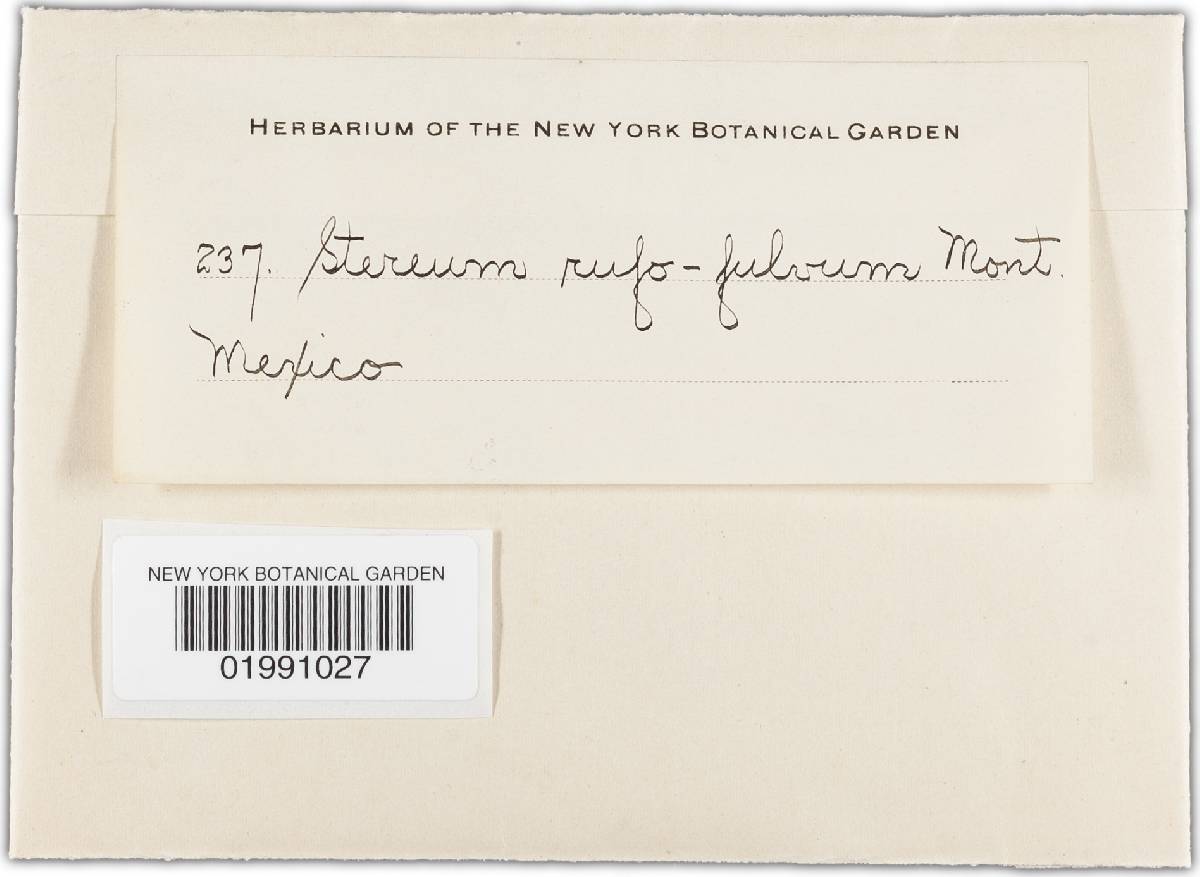 HERBARIUM OF THE NEW YORK BOTANICAL GARDEN
237. Stereum rufo-fulvum Mont.
Mexico
NEW YORK BOTANICAL GARDEN
01991027